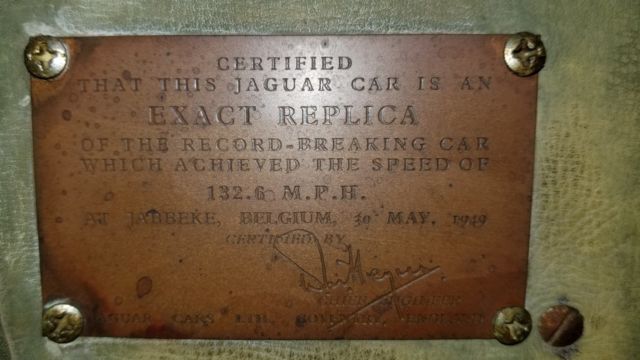 CERTIFIED
THAT THIS JAGUAR CAR IS AN
EXACT REPLICA
OF THE RECORD-BREAKING CAR
WHICH ACHIEVED THE SPEED OF
132.6 M.P.H.
AT JABBEKE, BELGIUM, 30 MAY, 1949
CERTIFIED BY
CHIEF ENGINEER
JAGUAR CARS LTD. COVENTRY, ENGLAND